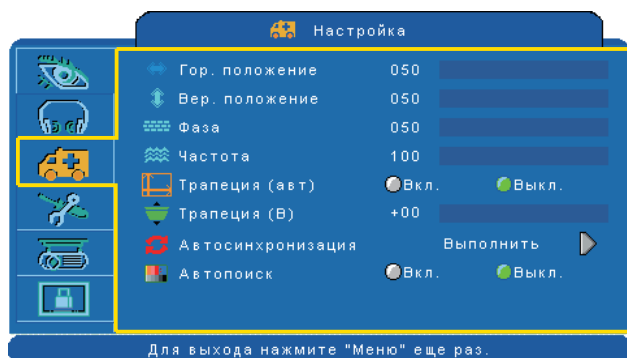 Настройка
Гор. положение 050
Вер. положение 050
Фаза 050
Частота 100
Трапеция (авт) Вкл. Выкл.
Трапеция (В) +00
Автосинхронизация Выполнить
Автопоиск Вкл. Выкл.
Для выхода нажмите "Меню" еще раз.